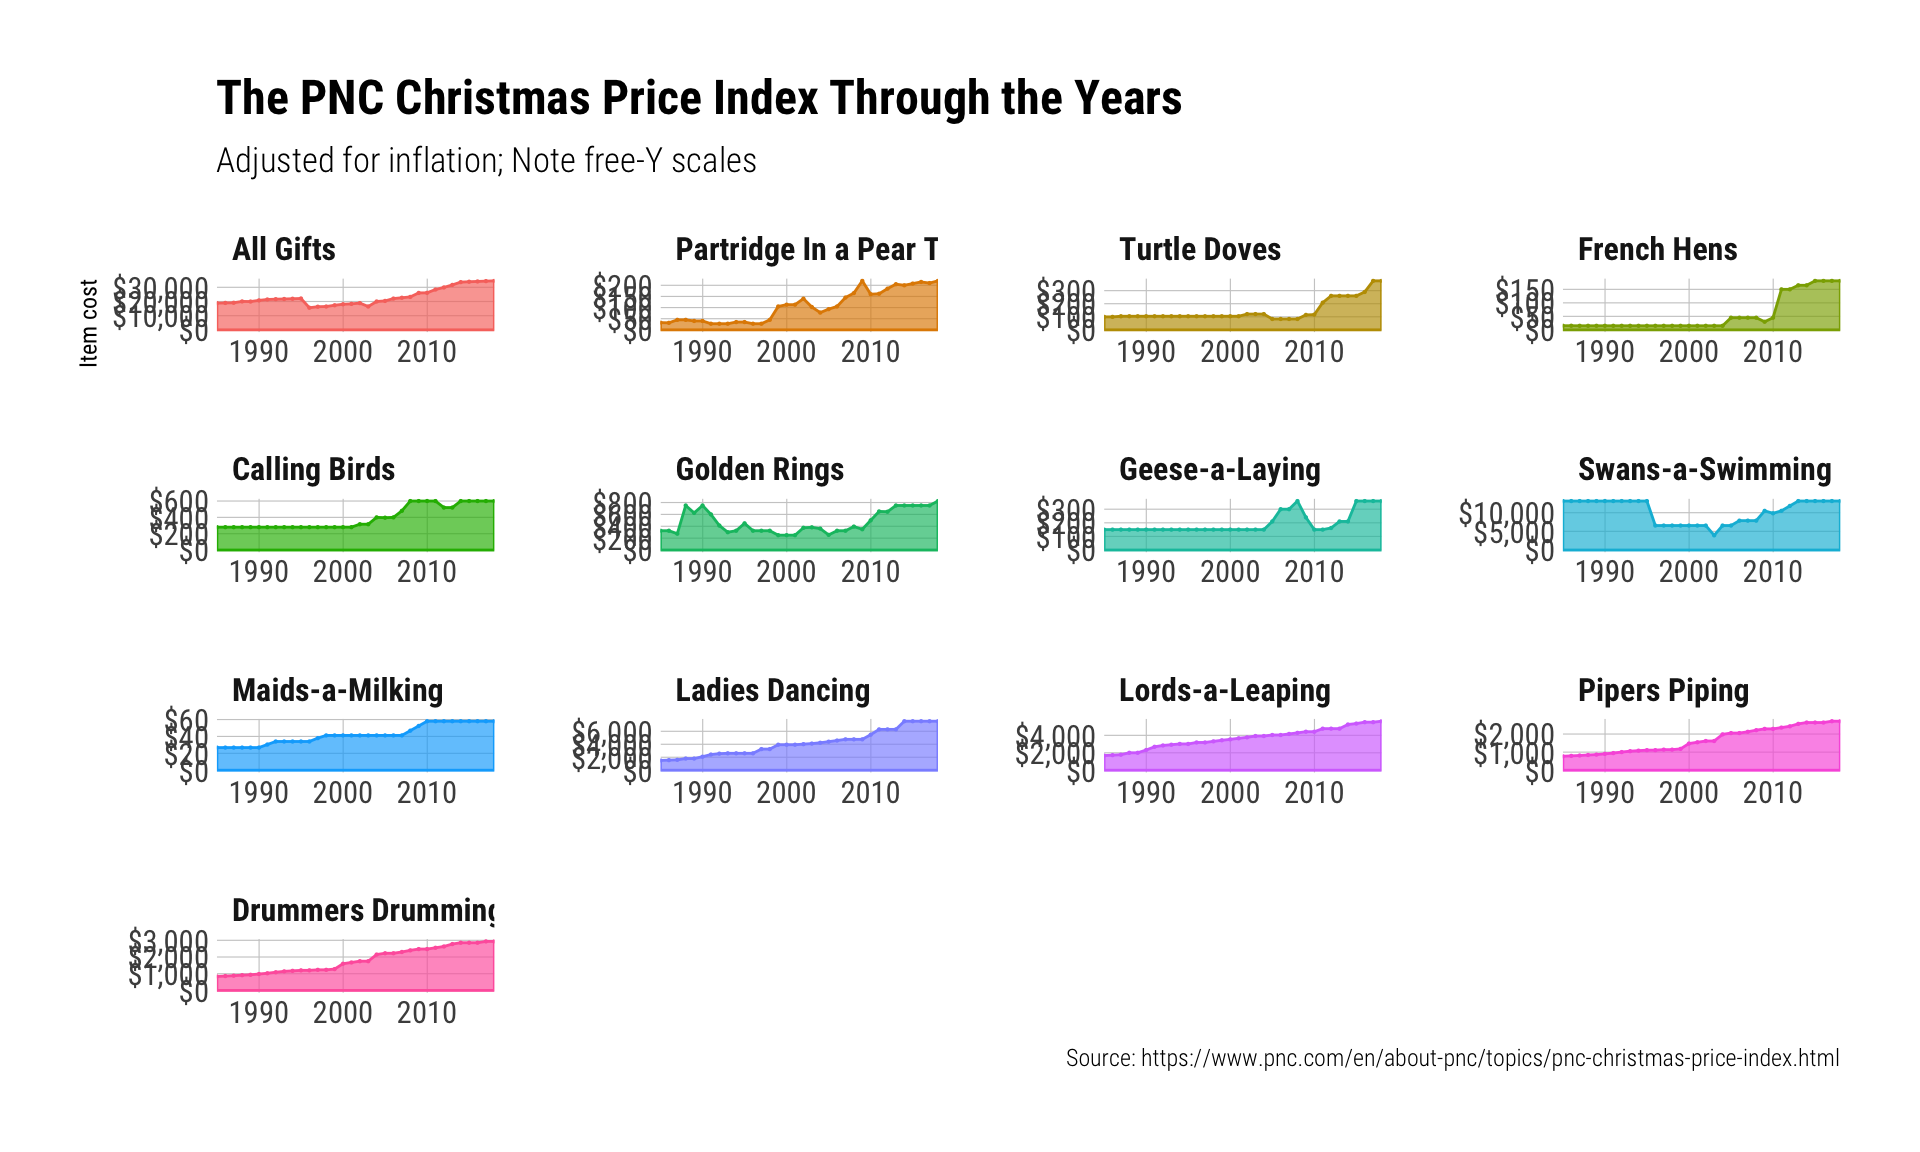 The PNC Christmas Price Index Through the Years
Adjusted for inflation; Note free-Y scales
Item cost
All Gifts
$30,000
$20,000
$10,000
$0
1990 2000 2010
Partridge In a Pear T
$200
$150
$100
$50
$0
1990 2000 2010
Turtle Doves
$300
$200
$100
$0
1990 2000 2010
French Hens
$150
$100
$50
$0
1990 2000 2010
Calling Birds
$600
$400
$200
$0
1990 2000 2010
Golden Rings
$800
$600
$400
$200
$0
1990 2000 2010
Geese-a-Laying
$300
$200
$100
$0
1990 2000 2010
Swans-a-Swimming
$10,000
$5,000
$0
1990 2000 2010
Maids-a-Milking
$60
$40
$20
$0
1990 2000 2010
Ladies Dancing
$6,000
$4,000
$2,000
$0
1990 2000 2010
Lords-a-Leaping
$4,000
$2,000
$0
1990 2000 2010
Pipers Piping
$2,000
$1,000
$0
1990 2000 2010
Drummers Drumming
$3,000
$2,000
$1,000
$0
1990 2000 2010
Source: https://www.pnc.com/en/about-pnc/topics/pnc-christmas-price-index.html